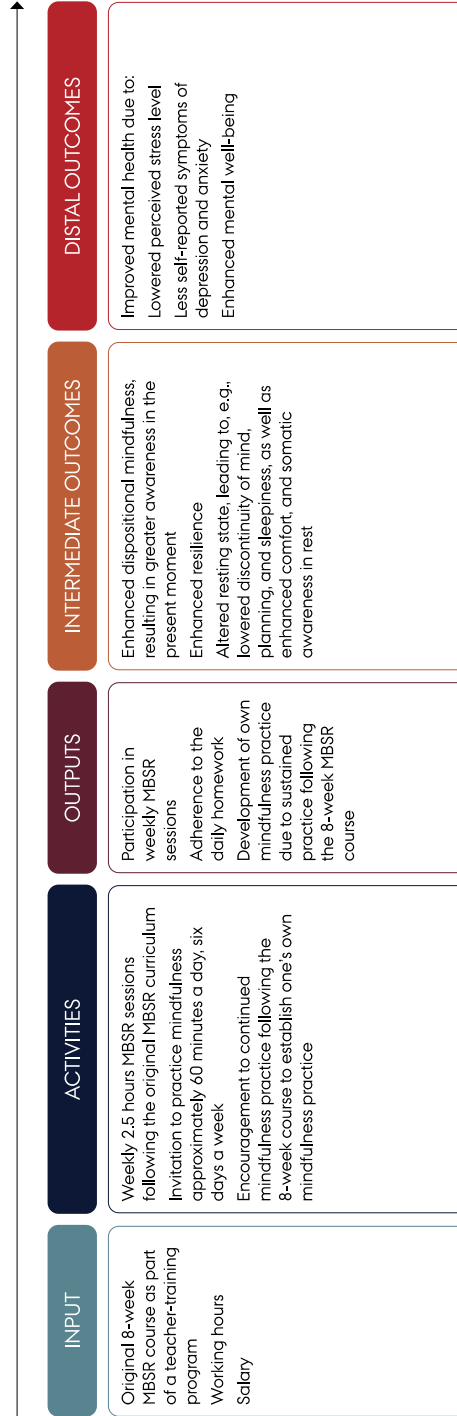 INPUT
Original 8-week
MBSR course as part
of a teacher-training
program
Working hours
Salary
ACTIVITIES
Weekly 2.5 hours MBSR sessions
following the original MBSR curriculum
Invitation to practice mindfulness
approximately 60 minutes a day, six
days a week
Encouragement to continued
mindfulness practice following the
8-week course to establish one's own
mindfulness practice
OUTPUTS
Participation in
weekly MBSR
sessions
Adherence to the
daily homework
Development of own
mindfulness practice
due to sustained
practice following
the 8-week MBSR
course
INTERMEDIATE OUTCOMES
Enhanced dispositional mindfulness,
resulting in greater awareness in the
present moment
Enhanced resilience
Altered resting state, leading to, e.g.,
lowered discontinuity of mind,
planning, and sleepiness, as well as
enhanced comfort, and somatic
awareness in rest
DISTAL OUTCOMES
Improved mental health due to:
Lowered perceived stress level
Less self-reported symptoms of
depression and anxiety
Enhanced mental well-being